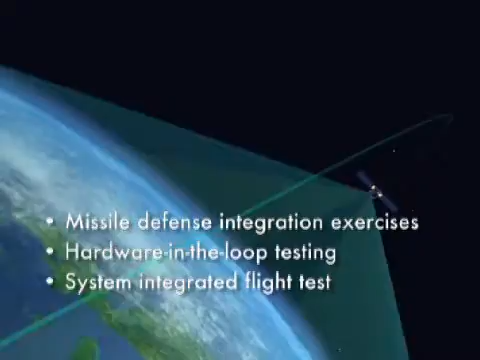 • Missile defense integration exercises
• Hardware-in-the-loop testing
• System integrated flight test